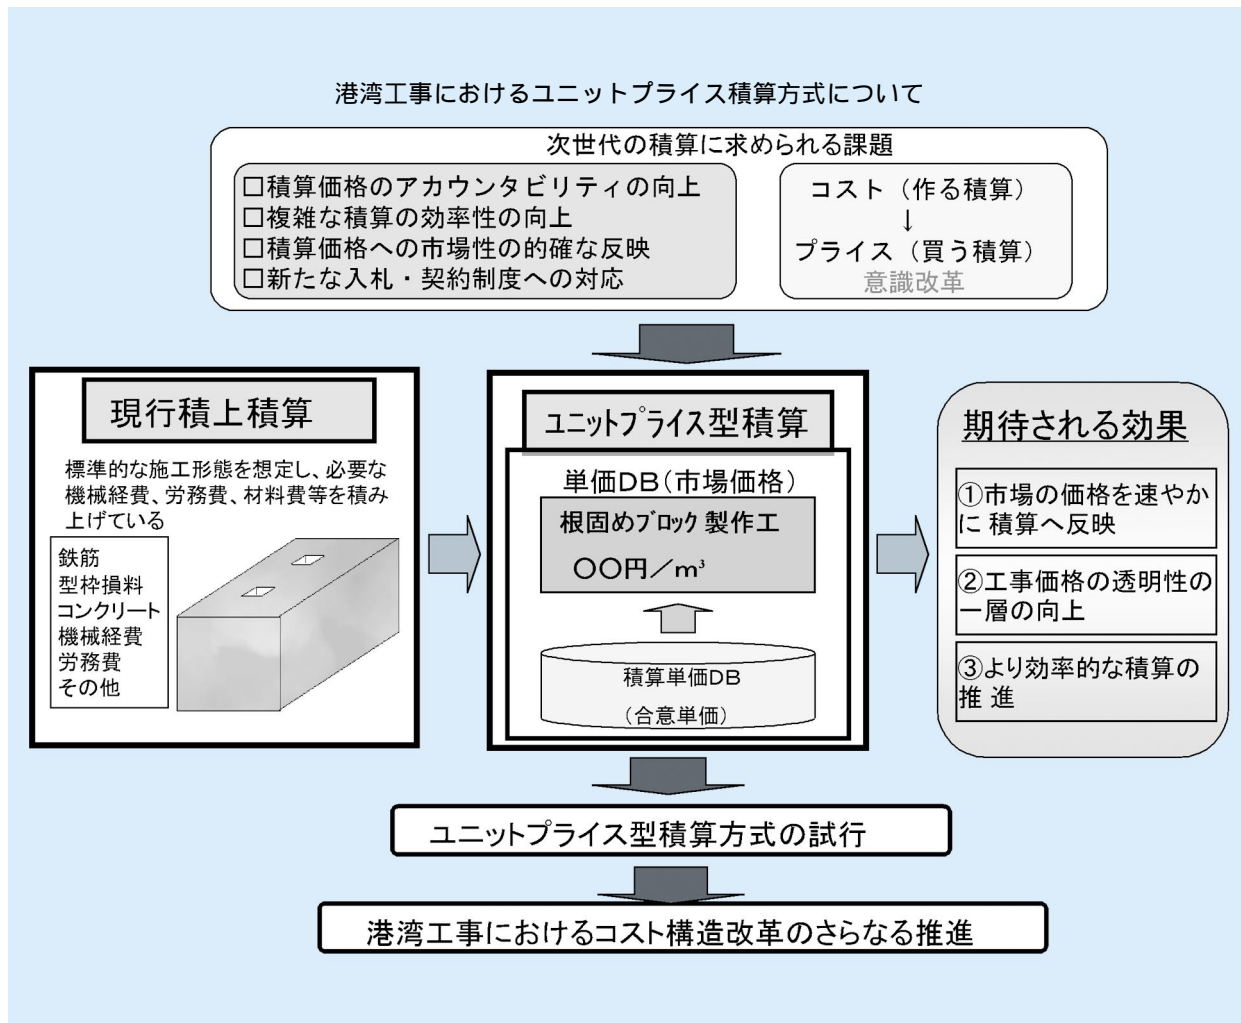 港湾工事におけるユニットプライス積算方式について
次世代の積算に求められる課題
□積算価格のアカウンタビリティの向上
□複雑な積算の効率性の向上
□積算価格への市場性の的確な反映
□新たな入札・契約制度への対応
コスト（作る積算）
↓
プライス（買う積算）
意識改革
現行積上積算
標準的な施工形態を想定し、必要な
機械経費、労務費、材料費等を積み
上げている
鉄筋
型枠損料
コンクリート
機械経費
労務費
その他
ユニットプライス型積算
単価DB（市場価格）
根固めブロック 製作工
〇〇円／m³
積算単価DB
（合意単価）
期待される効果
①市場の価格を速やか
に 積算へ反映
②工事価格の透明性の
一層の向上
③より効率的な積算の
推 進
ユニットプライス型積算方式の試行
港湾工事におけるコスト構造改革のさらなる推進